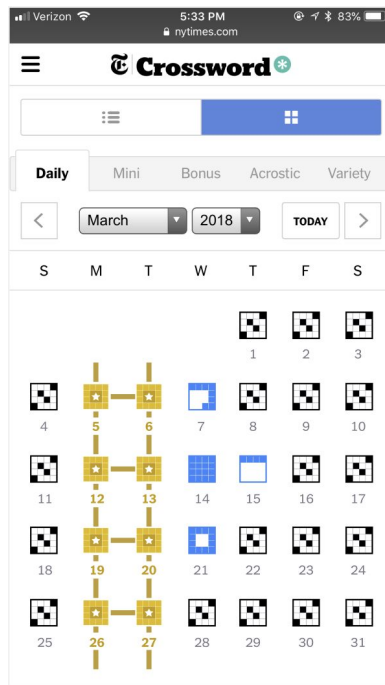 Verizon 5:33 PM 83%
nytimes.com
T Crossword
Daily Mini Bonus Acrostic Variety
< March 2018 TODAY >
S M T W T F S
1 2 3
4 5 6 7 8 9 10
11 12 13 14 15 16 17
18 19 20 21 22 23 24
25 26 27 28 29 30 31